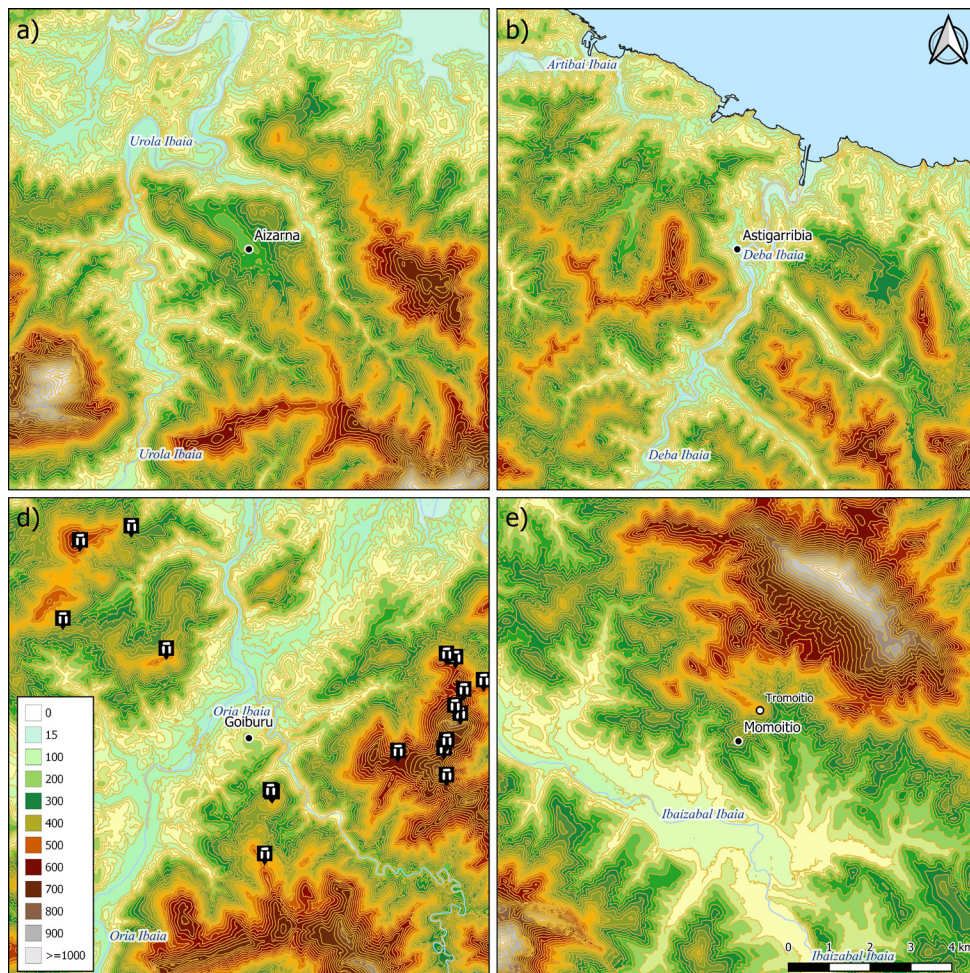 a)
Urola Ibaia
Aizarna
Urola Ibaia
b)
Artibai Ibaia
Astigarribia
Deba Ibaia
Deba Ibaia
d)
Oria Ibaia
Goiburu
Oria Ibaia
0
15
100
200
300
400
500
600
700
800
900
>=1000
e)
Tromoitio
Momoitio
Ibaizabal Ibaia
Ibaizabal Ibaia
0 1 2 3 4 km